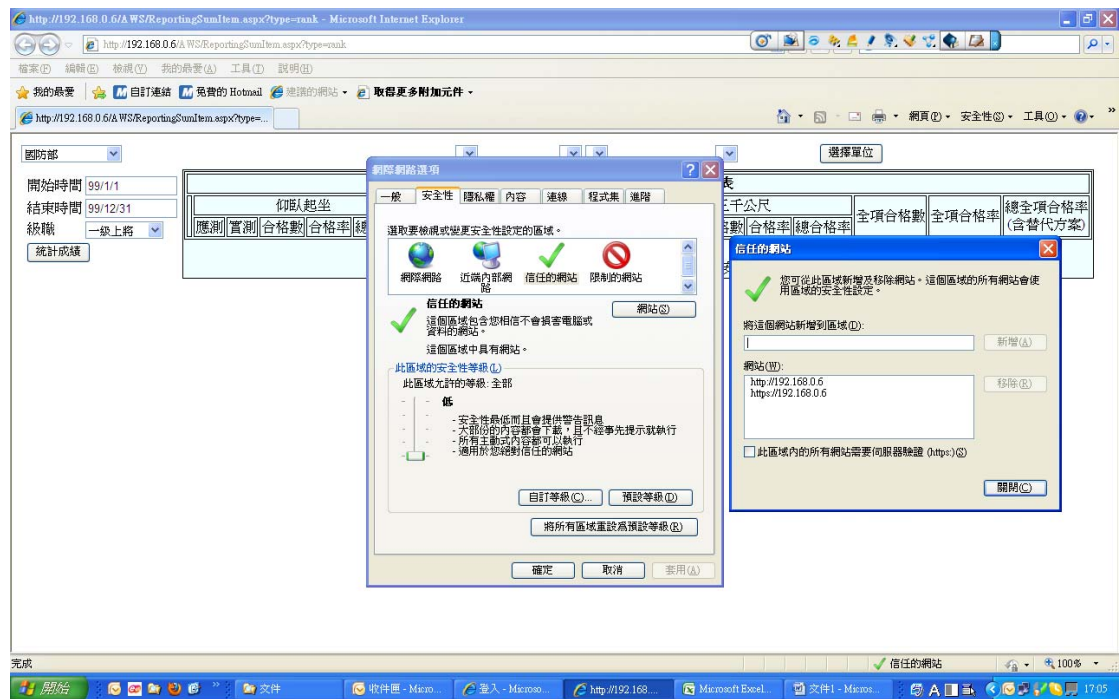 http://192.168.0.6/AWS/ReportingSumItem.aspx?type=rank - Microsoft Internet Explorer
http://192.168.0.6/AWS/ReportingSumItem.aspx?type=rank
檔案(F) 編輯(E) 檢視(V) 我的最愛(A) 工具(T) 說明(H)
我的最愛 自訂連結 免費的 Hotmail 建議的網站 取得更多附加元件
http://192.168.0.6/AWS/ReportingSumItem.aspx?type=...
網頁(P) 安全性(S) 工具(O)
國防部
選擇單位
開始時間 99/1/1
結束時間 99/12/31
級職 一級上將
統計成績
表
仰臥起坐
三千公尺
全項合格數 全項合格率
總全項合格率
(含替代方案)
應測 實測 合格數 合格率
合格率 總合格率
網際網路選項
一般 安全性 隱私權 內容 連線 程式集 進階
選取要檢視或變更安全性設定的區域。
網際網路 近端內部網路 信任的網站 限制的網站
信任的網站
網站(S)
這個區域包含您相信不會損害電腦或
資料的網站。
這個區域中具有網站。
此區域的安全性等級(L)
此區域允許的等級: 全部
低
- 安全性最低而且會提供警告訊息
- 大部份的內容都會下載,且不經事先提示就執行
- 所有主動式內容都可以執行
- 適用於您絕對信任的網站
自訂等級(C)... 預設等級(D)
將所有區域重設為預設等級(R)
確定 取消 套用(A)
信任的網站
您可從此區域新增及移除網站。這個區域的所有網站會使
用區域的安全性設定。
將這個網站新增到區域(D):
新增(A)
網站(W):
http://192.168.0.6
https://192.168.0.6
移除(R)
此區域內的所有網站需要伺服器驗證 (https:)(S)
關閉(C)
完成
信任的網站
100%
開始
文件
收件匣 - Micro...
登入 - Microso...
http://192.168....
Microsoft Excel...
文件1 - Micros...
17:05